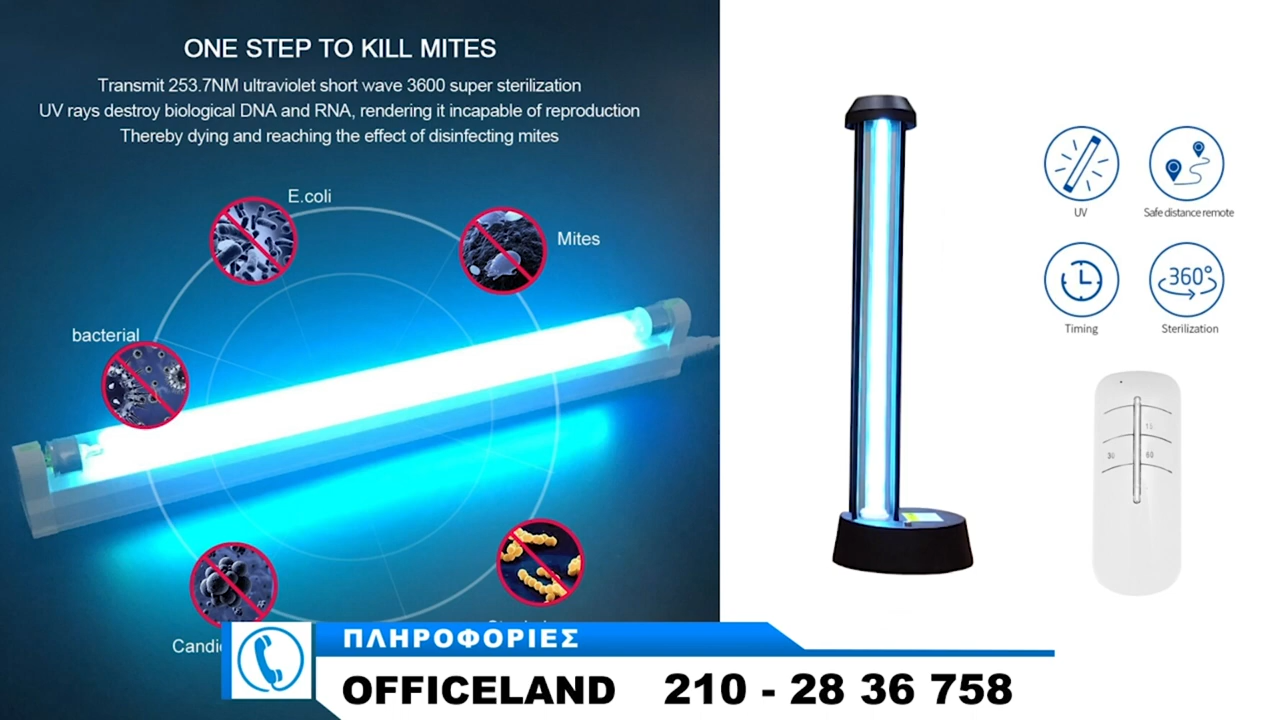 ONE STEP TO KILL MITES
Transmit 253.7NM ultraviolet short wave 3600 super sterilization
UV rays destroy biological DNA and RNA, rendering it incapable of reproduction
Thereby dying and reaching the effect of disinfecting mites
E.coli
Mites
bacterial
UV
Safe distance remote
Timing
360°
Sterilization
15
30
60
ΠΛΗΡΟΦΟΡΙΕΣ
OFFICELAND 210 - 28 36 758